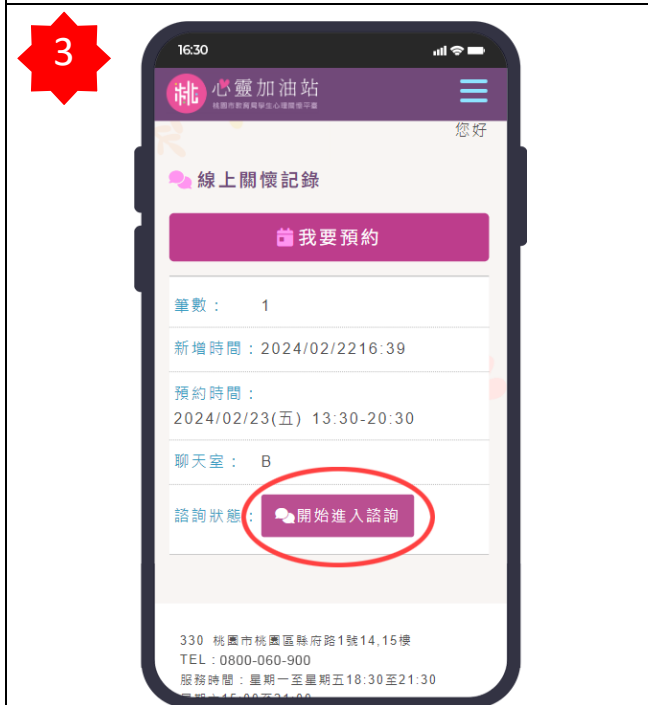 3
16:30
桃 心靈加油站
桃園市教育局學生心理關懷平臺
您好
線上關懷記錄
我要預約
筆數： 1
新增時間：2024/02/2216:39
預約時間：
2024/02/23(五) 13:30-20:30
聊天室： B
諮詢狀態： 開始進入諮詢
330 桃園市桃園區縣府路1號14,15樓
TEL：0800-060-900
服務時間：星期一至星期五18:30至21:30